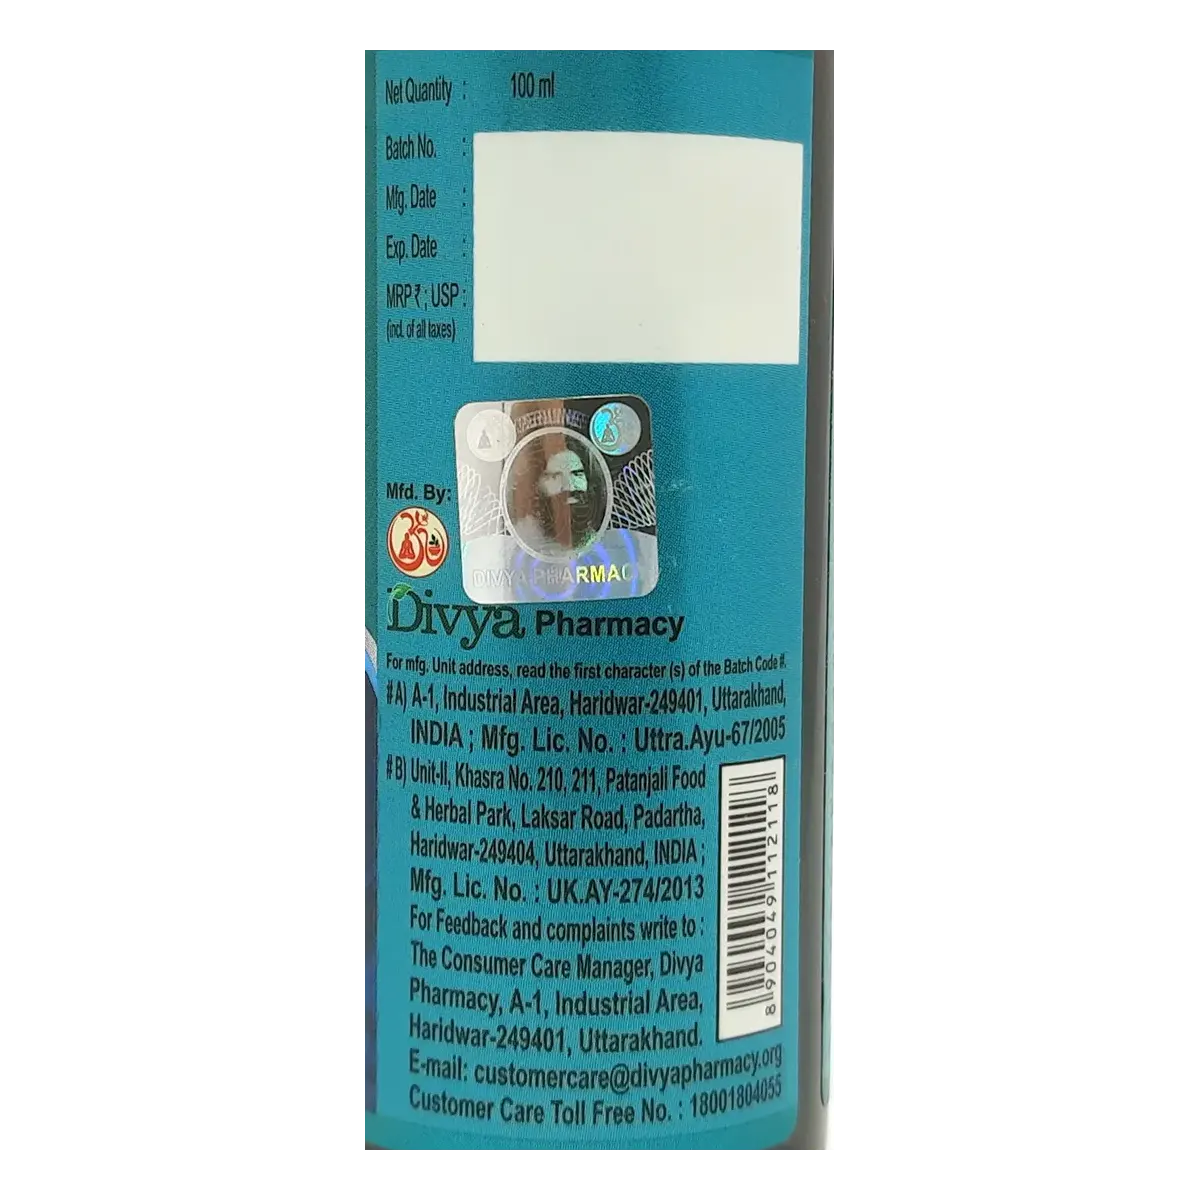 Net Quantity : 100 ml
Batch No. :
Mfg. Date :
Exp. Date :
MRP ₹ ; USP :
(incl. of all taxes)
Mfd. By:
DIVYA PHARMACY
Divya Pharmacy
For mfg. Unit address, read the first character (s) of the Batch Code #.
#A) A-1, Industrial Area, Haridwar-249401, Uttarakhand,
INDIA ; Mfg. Lic. No. : Uttra.Ayu-67/2005
#B) Unit-II, Khasra No. 210, 211, Patanjali Food
& Herbal Park, Laksar Road, Padartha,
Haridwar-249404, Uttarakhand, INDIA ;
Mfg. Lic. No. : UK.AY-274/2013
For Feedback and complaints write to :
The Consumer Care Manager, Divya
Pharmacy, A-1, Industrial Area,
Haridwar-249401, Uttarakhand.
E-mail: customercare@divyapharmacy.org
Customer Care Toll Free No. : 18001804055
8904049112118